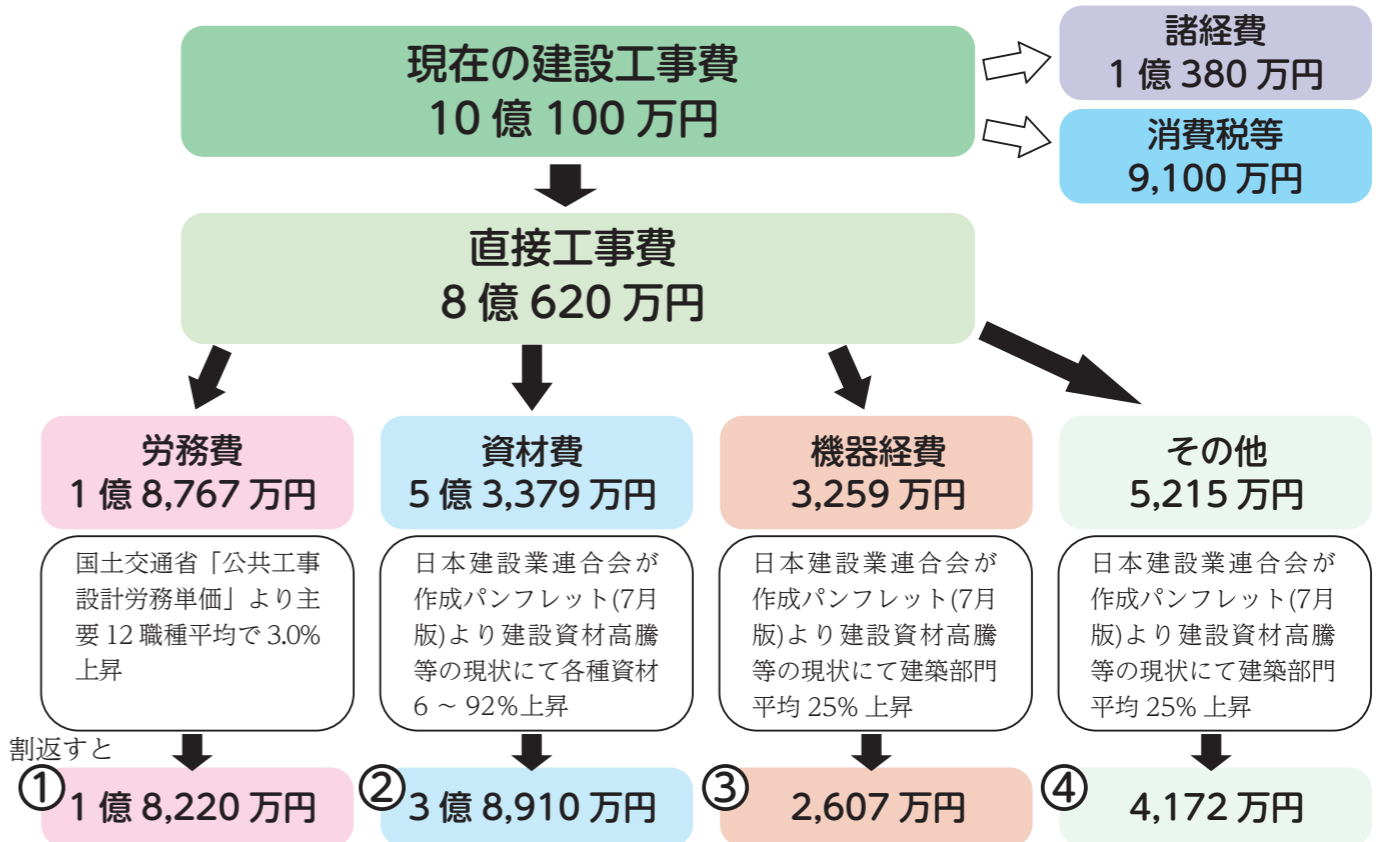 現在の建設工事費
10 億 100 万円
諸経費
1 億 380 万円
消費税等
9,100 万円
直接工事費
8 億 620 万円
労務費
1 億 8,767 万円
国土交通省「公共工事
設計労務単価」より主
要 12 職種平均で 3.0%
上昇
資材費
5 億 3,379 万円
日本建設業連合会が
作成パンフレット(7月
版)より建設資材高騰
等の現状にて各種資材
6 ~ 92%上昇
機器経費
3,259 万円
日本建設業連合会が
作成パンフレット(7月
版)より建設資材高騰
等の現状にて建築部門
平均 25% 上昇
その他
5,215 万円
日本建設業連合会が
作成パンフレット(7月
版)より建設資材高騰
等の現状にて建築部門
平均 25% 上昇
割返すと
① 1 億 8,220 万円
② 3 億 8,910 万円
③ 2,607 万円
④ 4,172 万円